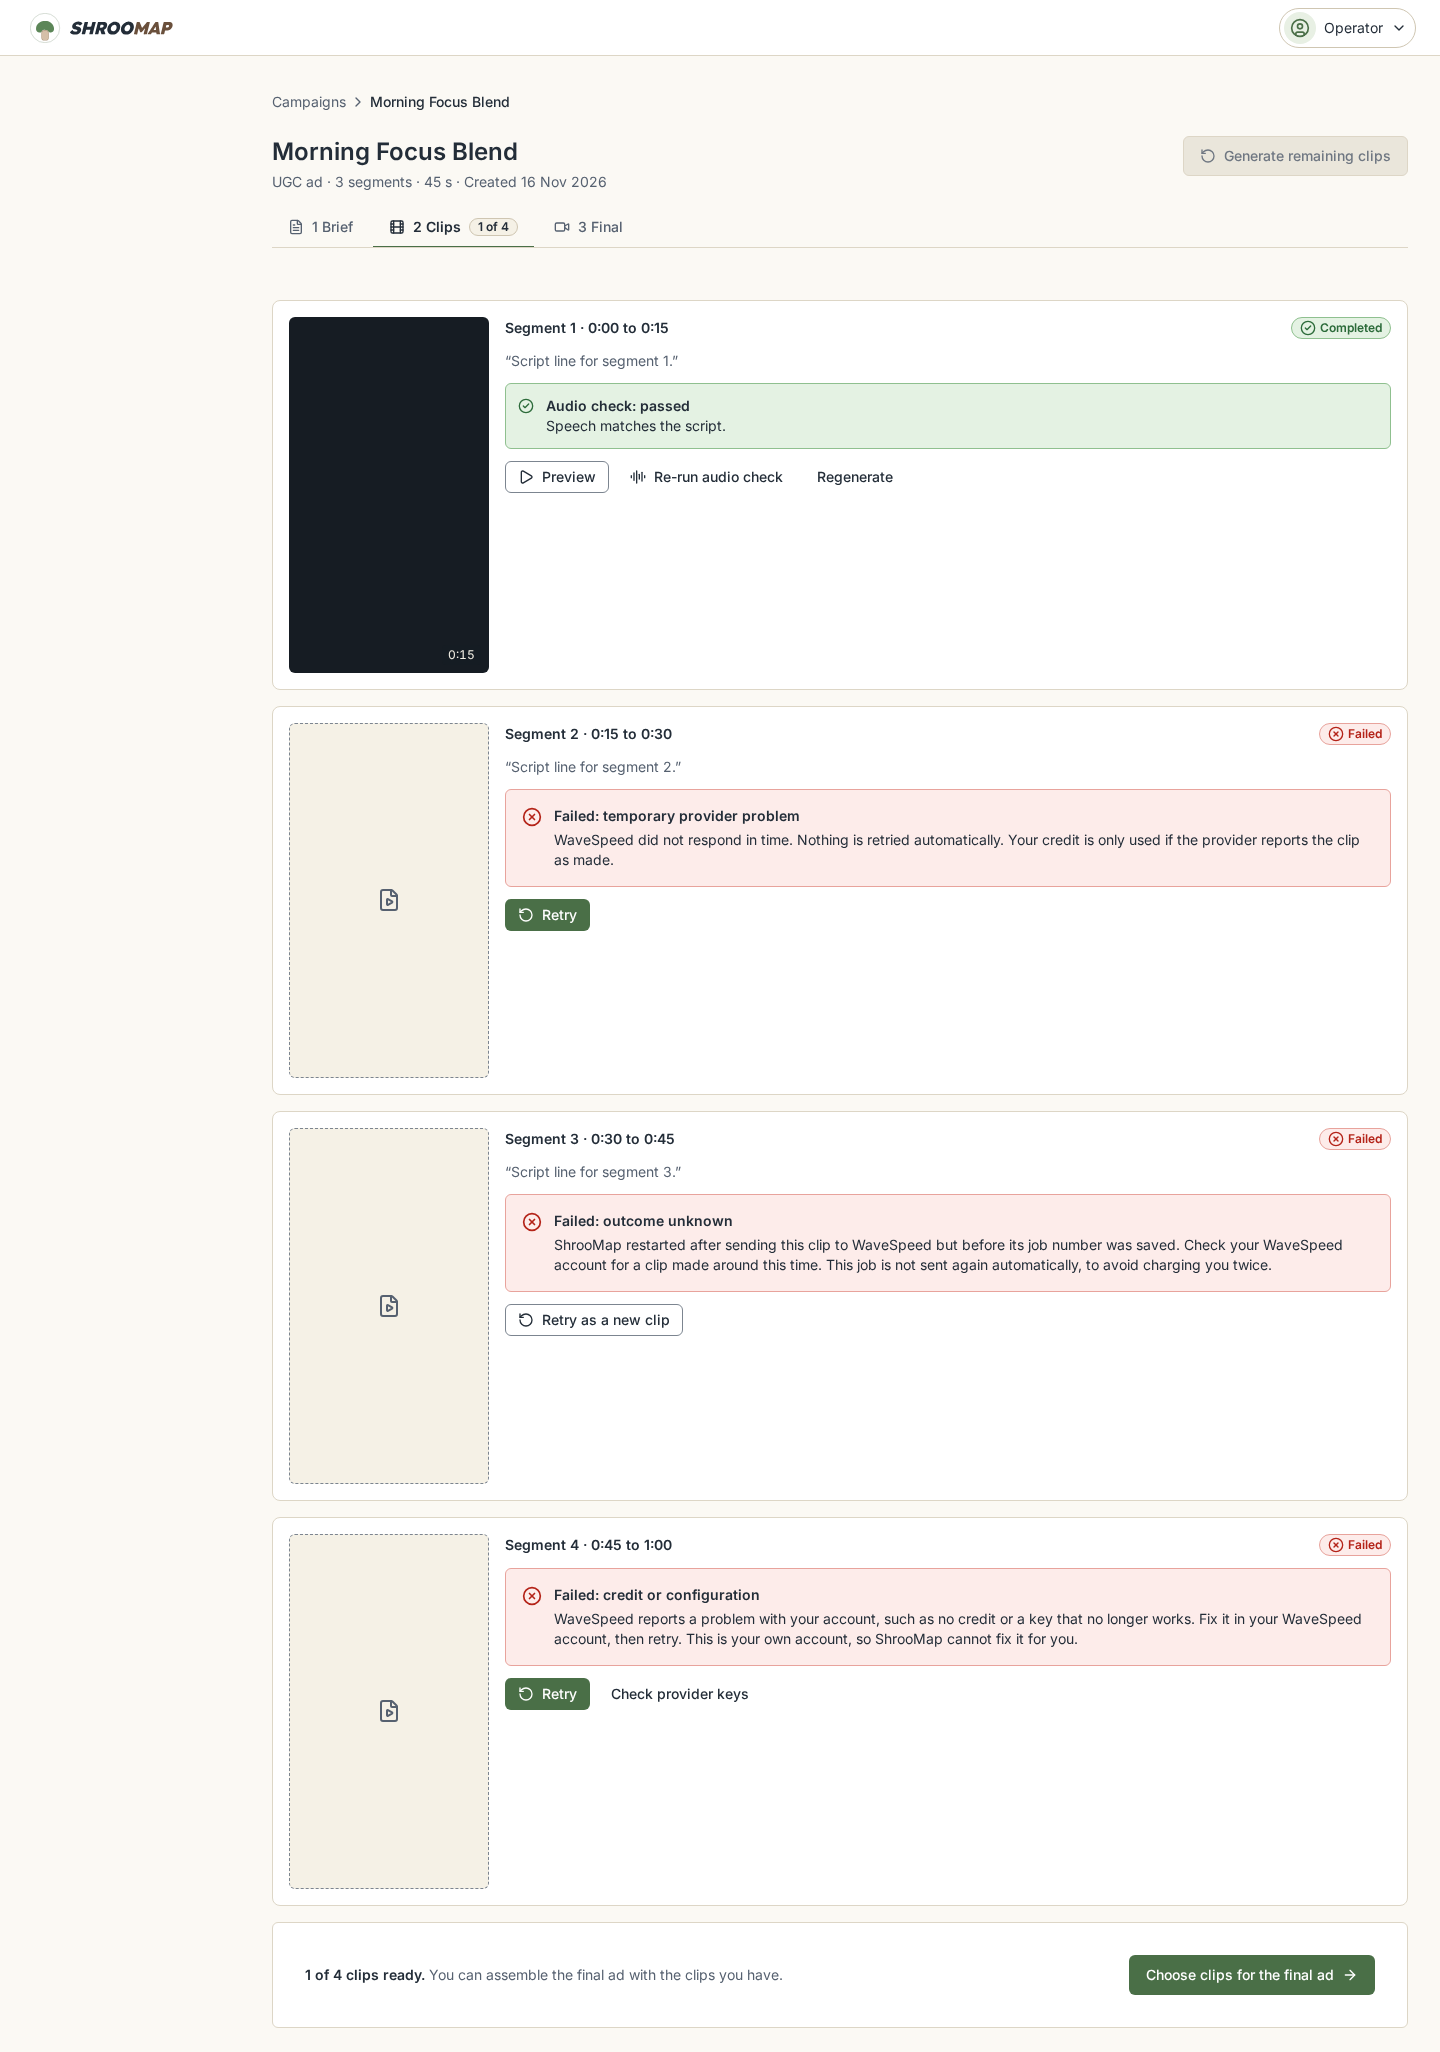 SHROOMAP
Operator
Campaigns
Morning Focus Blend
Morning Focus Blend
Generate remaining clips
UGC ad · 3 segments · 45 s · Created 16 Nov 2026
1 Brief
2 Clips
1 of 4
3 Final
Segment 1 · 0:00 to 0:15
Completed
“Script line for segment 1.”
Audio check: passed
Speech matches the script.
Preview
Re-run audio check
Regenerate
0:15
Segment 2 · 0:15 to 0:30
Failed
“Script line for segment 2.”
Failed: temporary provider problem
WaveSpeed did not respond in time. Nothing is retried automatically. Your credit is only used if the provider reports the clip
as made.
Retry
Segment 3 · 0:30 to 0:45
Failed
“Script line for segment 3.”
Failed: outcome unknown
ShrooMap restarted after sending this clip to WaveSpeed but before its job number was saved. Check your WaveSpeed
account for a clip made around this time. This job is not sent again automatically, to avoid charging you twice.
Retry as a new clip
Segment 4 · 0:45 to 1:00
Failed
Failed: credit or configuration
WaveSpeed reports a problem with your account, such as no credit or a key that no longer works. Fix it in your WaveSpeed
account, then retry. This is your own account, so ShrooMap cannot fix it for you.
Retry
Check provider keys
1 of 4 clips ready. You can assemble the final ad with the clips you have.
Choose clips for the final ad